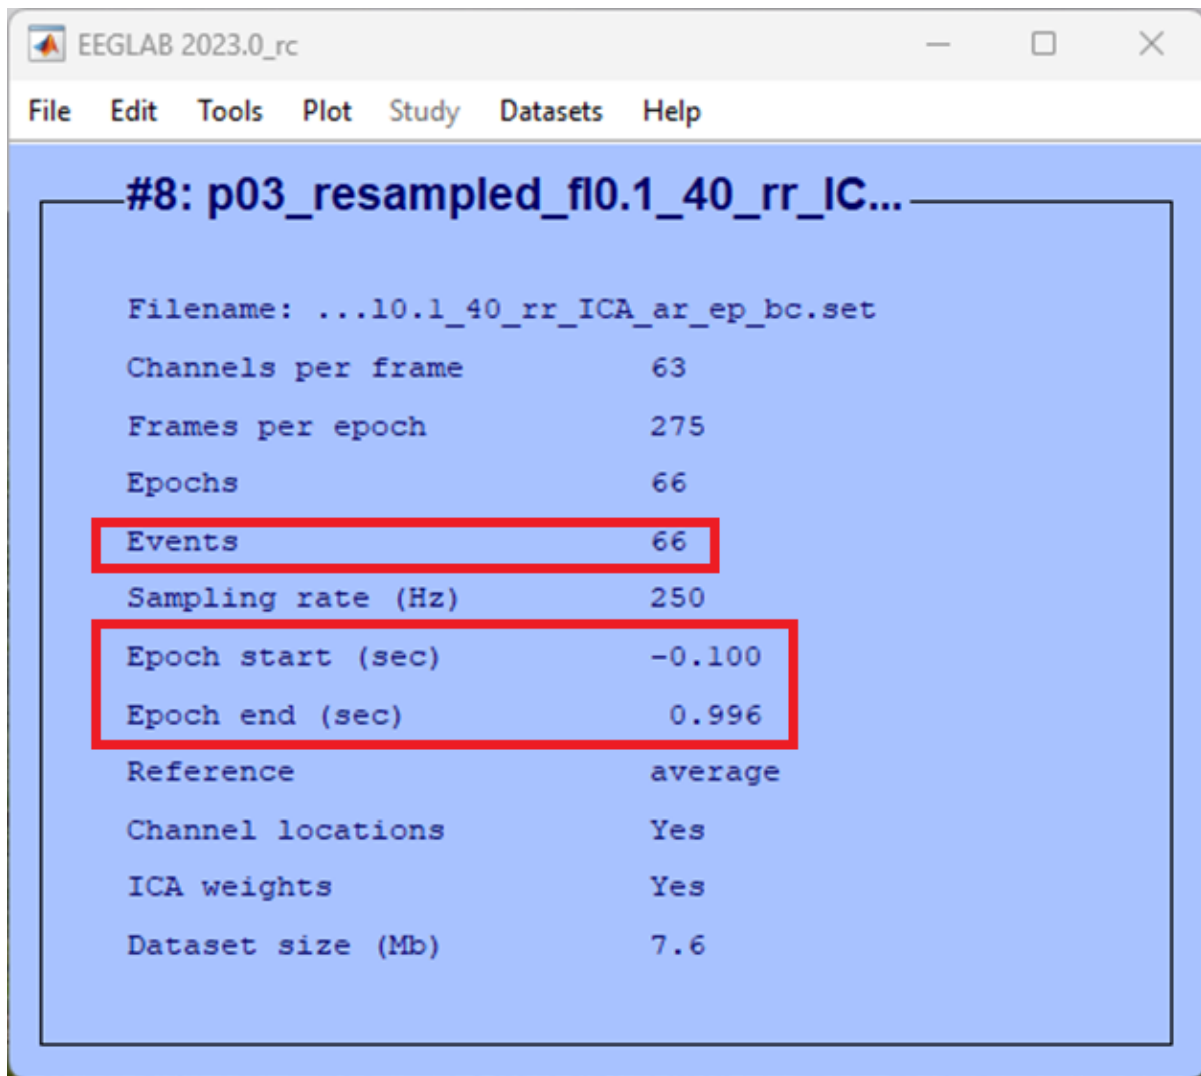 EEGLAB 2023.0_rc
File Edit Tools Plot Study Datasets Help
#8: p03_resampled_fl0.1_40_rr_IC...
Filename: ...l0.1_40_rr_ICA_ar_ep_bc.set
Channels per frame 63
Frames per epoch 275
Epochs 66
Events 66
Sampling rate (Hz) 250
Epoch start (sec) -0.100
Epoch end (sec) 0.996
Reference average
Channel locations Yes
ICA weights Yes
Dataset size (Mb) 7.6